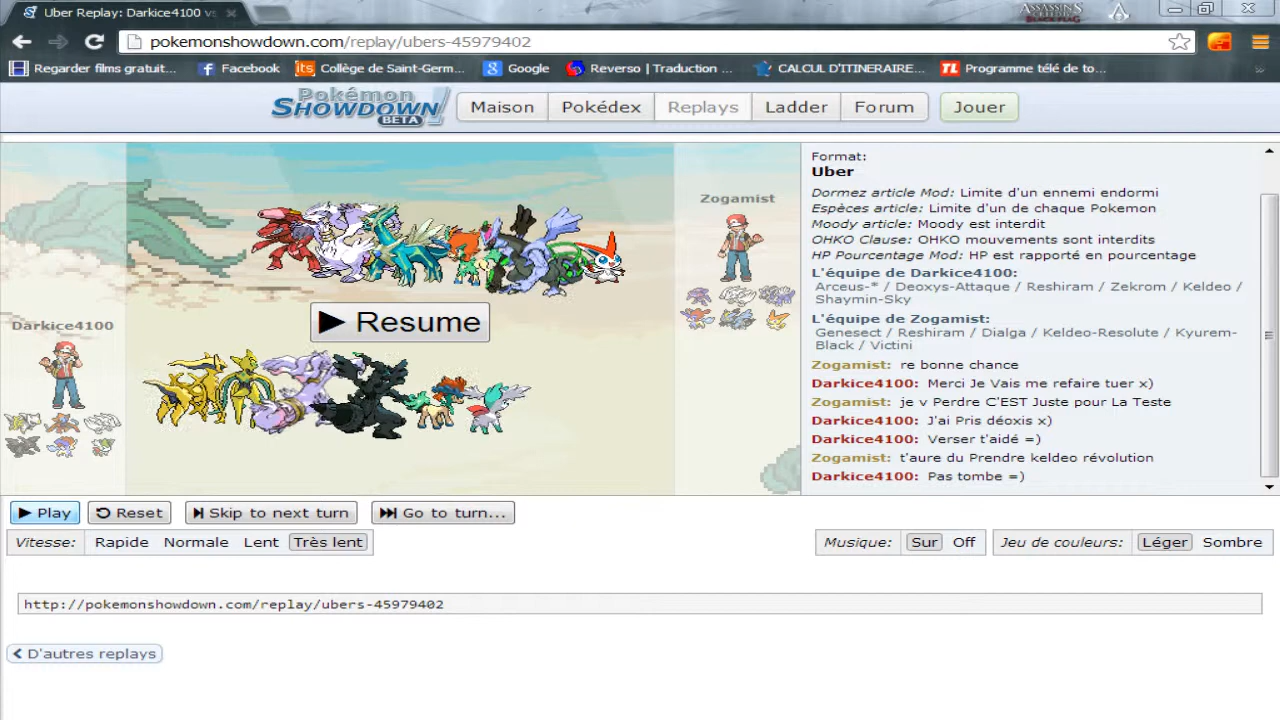 Uber Replay: Darkice4100 vs
ASSASSIN'S
pokemonshowdown.com/replay/ubers-45979402
Regarder films gratuit... Facebook its Collège de Saint-Germ... Google Reverso | Traduction ... CALCUL D'ITINERAIRE... TL Programme télé de to...
Pokémon
SHOWDOWN
BETA
Maison Pokédex Replays Ladder Forum Jouer
Zogamist
Darkice4100
Resume
Format:
Uber
Dormez article Mod: Limite d'un ennemi endormi
Espèces article: Limite d'un de chaque Pokemon
Moody article: Moody est interdit
OHKO Clause: OHKO mouvements sont interdits
HP Pourcentage Mod: HP est rapporté en pourcentage
L'équipe de Darkice4100:
Arceus-* / Deoxys-Attaque / Reshiram / Zekrom / Keldeo /
Shaymin-Sky
L'équipe de Zogamist:
Genesect / Reshiram / Dialga / Keldeo-Resolute / Kyurem-
Black / Victini
Zogamist: re bonne chance
Darkice4100: Merci Je Vais me refaire tuer x)
Zogamist: je v Perdre C'EST Juste pour La Teste
Darkice4100: J'ai Pris déoxis x)
Darkice4100: Verser t'aidé =)
Zogamist: t'aure du Prendre keldeo révolution
Darkice4100: Pas tombe =)
Play Reset Skip to next turn Go to turn...
Vitesse: Rapide Normale Lent Très lent
Musique: Sur Off Jeu de couleurs: Léger Sombre
http://pokemonshowdown.com/replay/ubers-45979402
D'autres replays